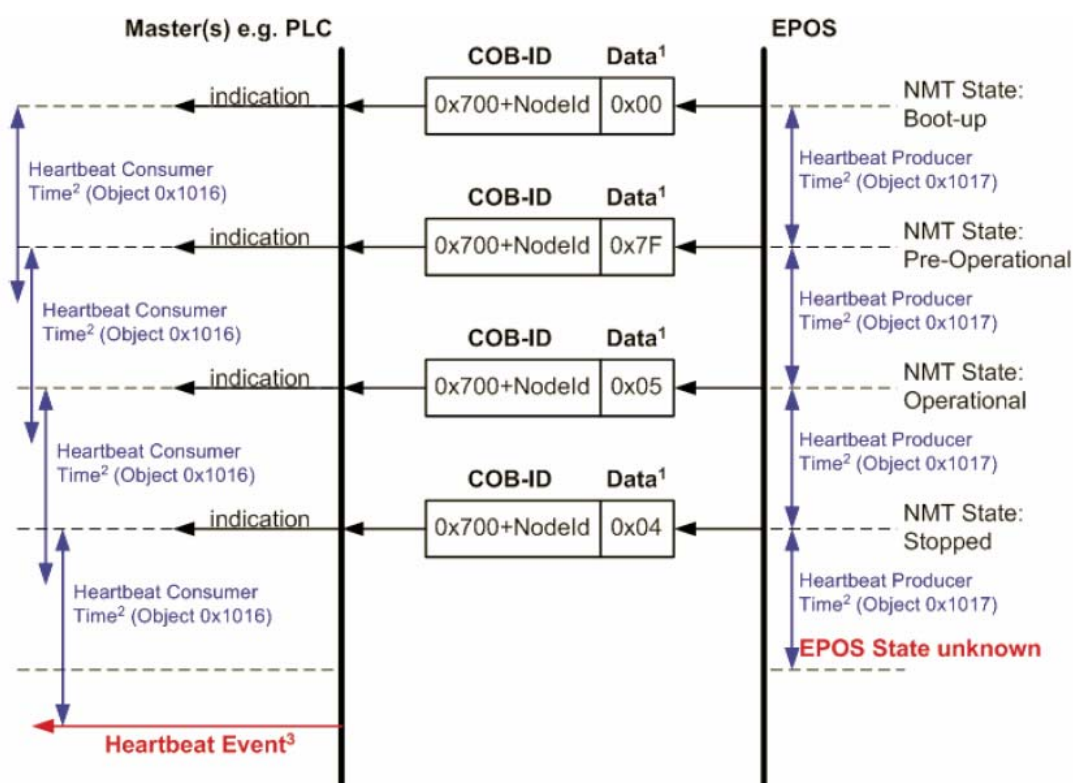 Master(s) e.g. PLC
EPOS
COB-ID Data¹
indication
0x700+NodeId 0x00
NMT State:
Boot-up
Heartbeat Consumer
Time² (Object 0x1016)
Heartbeat Producer
Time² (Object 0x1017)
COB-ID Data¹
indication
0x700+NodeId 0x7F
NMT State:
Pre-Operational
Heartbeat Consumer
Time² (Object 0x1016)
Heartbeat Producer
Time² (Object 0x1017)
COB-ID Data¹
indication
0x700+NodeId 0x05
NMT State:
Operational
Heartbeat Consumer
Time² (Object 0x1016)
Heartbeat Producer
Time² (Object 0x1017)
COB-ID Data¹
indication
0x700+NodeId 0x04
NMT State:
Stopped
Heartbeat Consumer
Time² (Object 0x1016)
Heartbeat Producer
Time² (Object 0x1017)
EPOS State unknown
Heartbeat Event³